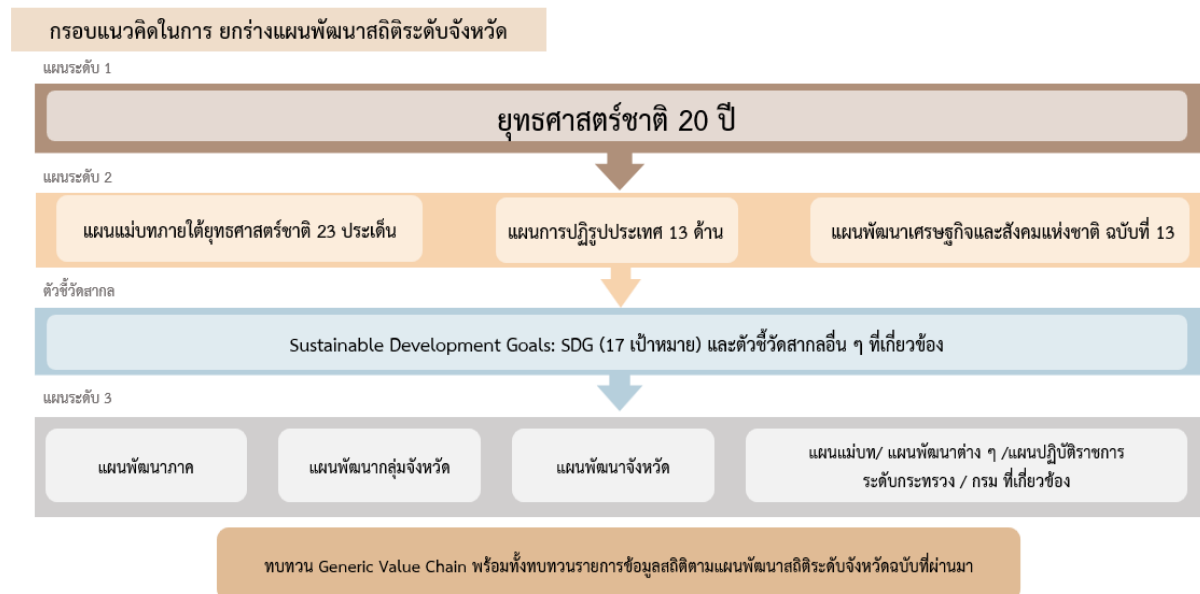 กรอบแนวคิดในการ ยกร่างแผนพัฒนาสถิติระดับจังหวัด
แผนระดับ 1
ยุทธศาสตร์ชาติ 20 ปี
แผนระดับ 2
แผนแม่บทภายใต้ยุทธศาสตร์ชาติ 23 ประเด็น
แผนการปฏิรูปประเทศ 13 ด้าน
แผนพัฒนาเศรษฐกิจและสังคมแห่งชาติ ฉบับที่ 13
ตัวชี้วัดสากล
Sustainable Development Goals: SDG (17 เป้าหมาย) และตัวชี้วัดสากลอื่น ๆ ที่เกี่ยวข้อง
แผนระดับ 3
แผนพัฒนาภาค
แผนพัฒนากลุ่มจังหวัด
แผนพัฒนาจังหวัด
แผนแม่บท/ แผนพัฒนาต่าง ๆ /แผนปฏิบัติราชการ
ระดับกระทรวง / กรม ที่เกี่ยวข้อง
ทบทวน Generic Value Chain พร้อมทั้งทบทวนรายการข้อมูลสถิติตามแผนพัฒนาสถิติระดับจังหวัดฉบับที่ผ่านมา